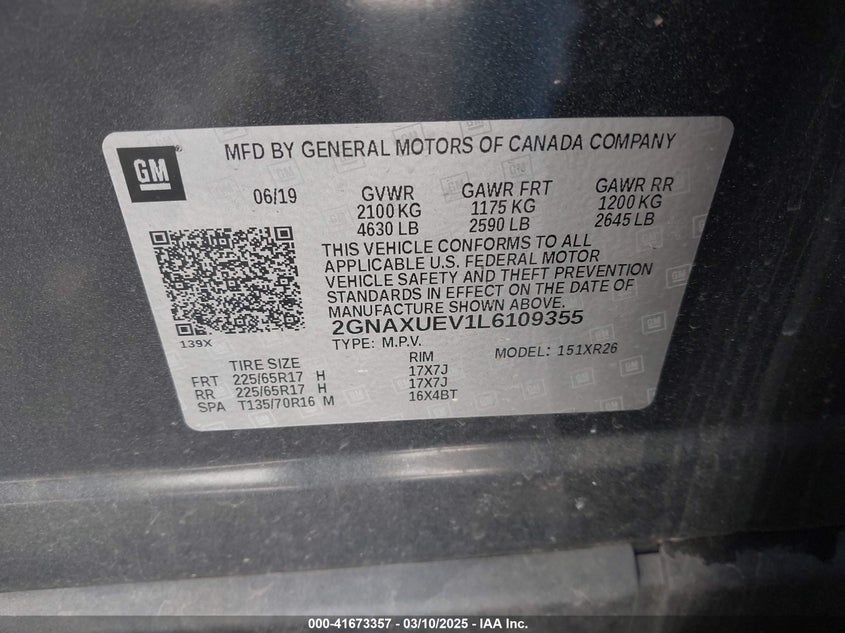 GM
MFD BY GENERAL MOTORS OF CANADA COMPANY
06/19 GVWR GAWR FRT GAWR RR
2100 KG 1175 KG 1200 KG
4630 LB 2590 LB 2645 LB
THIS VEHICLE CONFORMS TO ALL
APPLICABLE U.S. FEDERAL MOTOR
VEHICLE SAFETY AND THEFT PREVENTION
STANDARDS IN EFFECT ON THE DATE OF
MANUFACTURE SHOWN ABOVE.
139X
2GNAXUEV1L6109355
TYPE: M.P.V. MODEL: 151XR26
TIRE SIZE RIM
FRT 225/65R17 H 17X7J
RR 225/65R17 H 17X7J
SPA T135/70R16 M 16X4BT
000-41673357 - 03/10/2025 - IAA Inc.